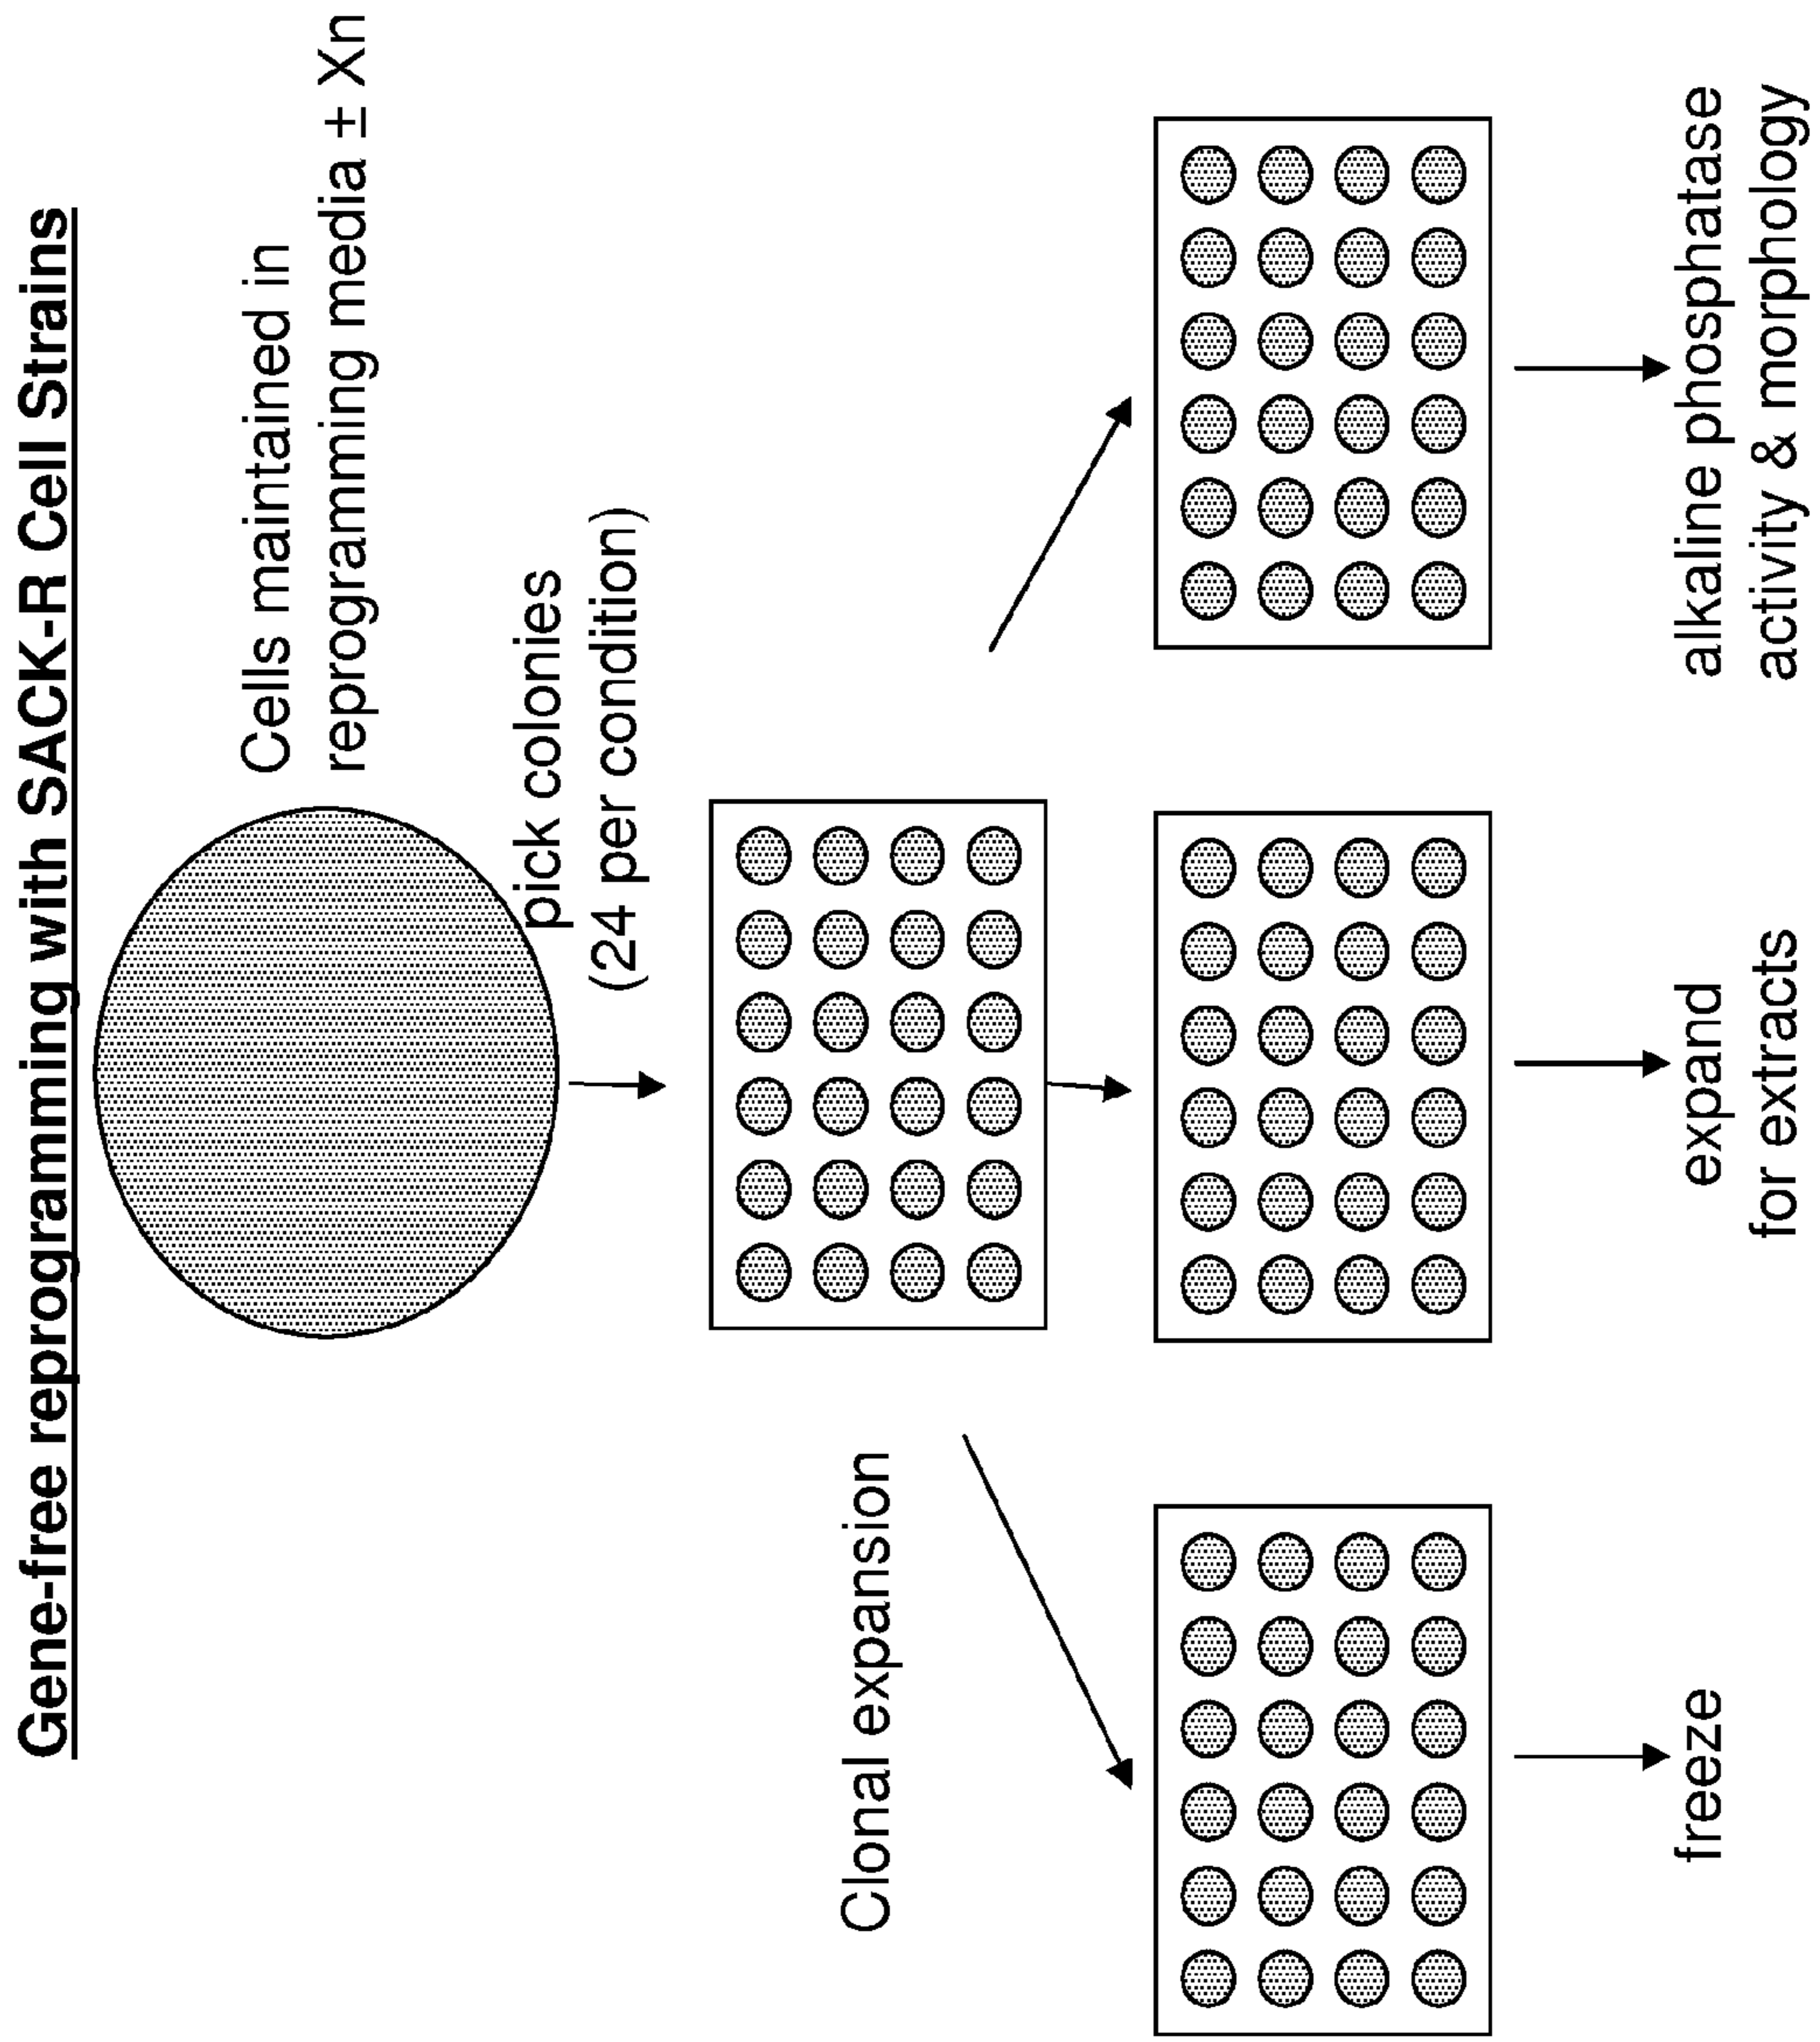 Gene-free reprogramming with SACK-R Cell Strains
Cells maintained in
reprogramming media ± Xn
pick colonies
(24 per condition)
Clonal expansion
freeze
expand
for extracts
alkaline phosphatase
activity & morphology